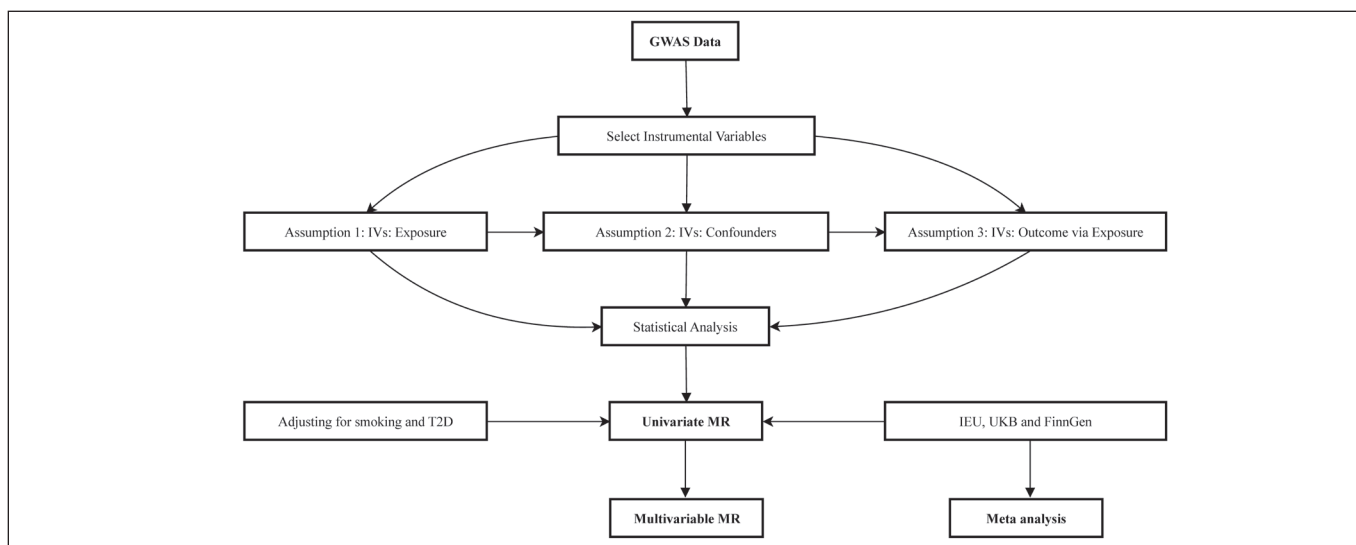 GWAS Data
Select Instrumental Variables
Assumption 1: IVs: Exposure
Assumption 2: IVs: Confounders
Assumption 3: IVs: Outcome via Exposure
Statistical Analysis
Adjusting for smoking and T2D
Univariate MR
IEU, UKB and FinnGen
Multivariable MR
Meta analysis